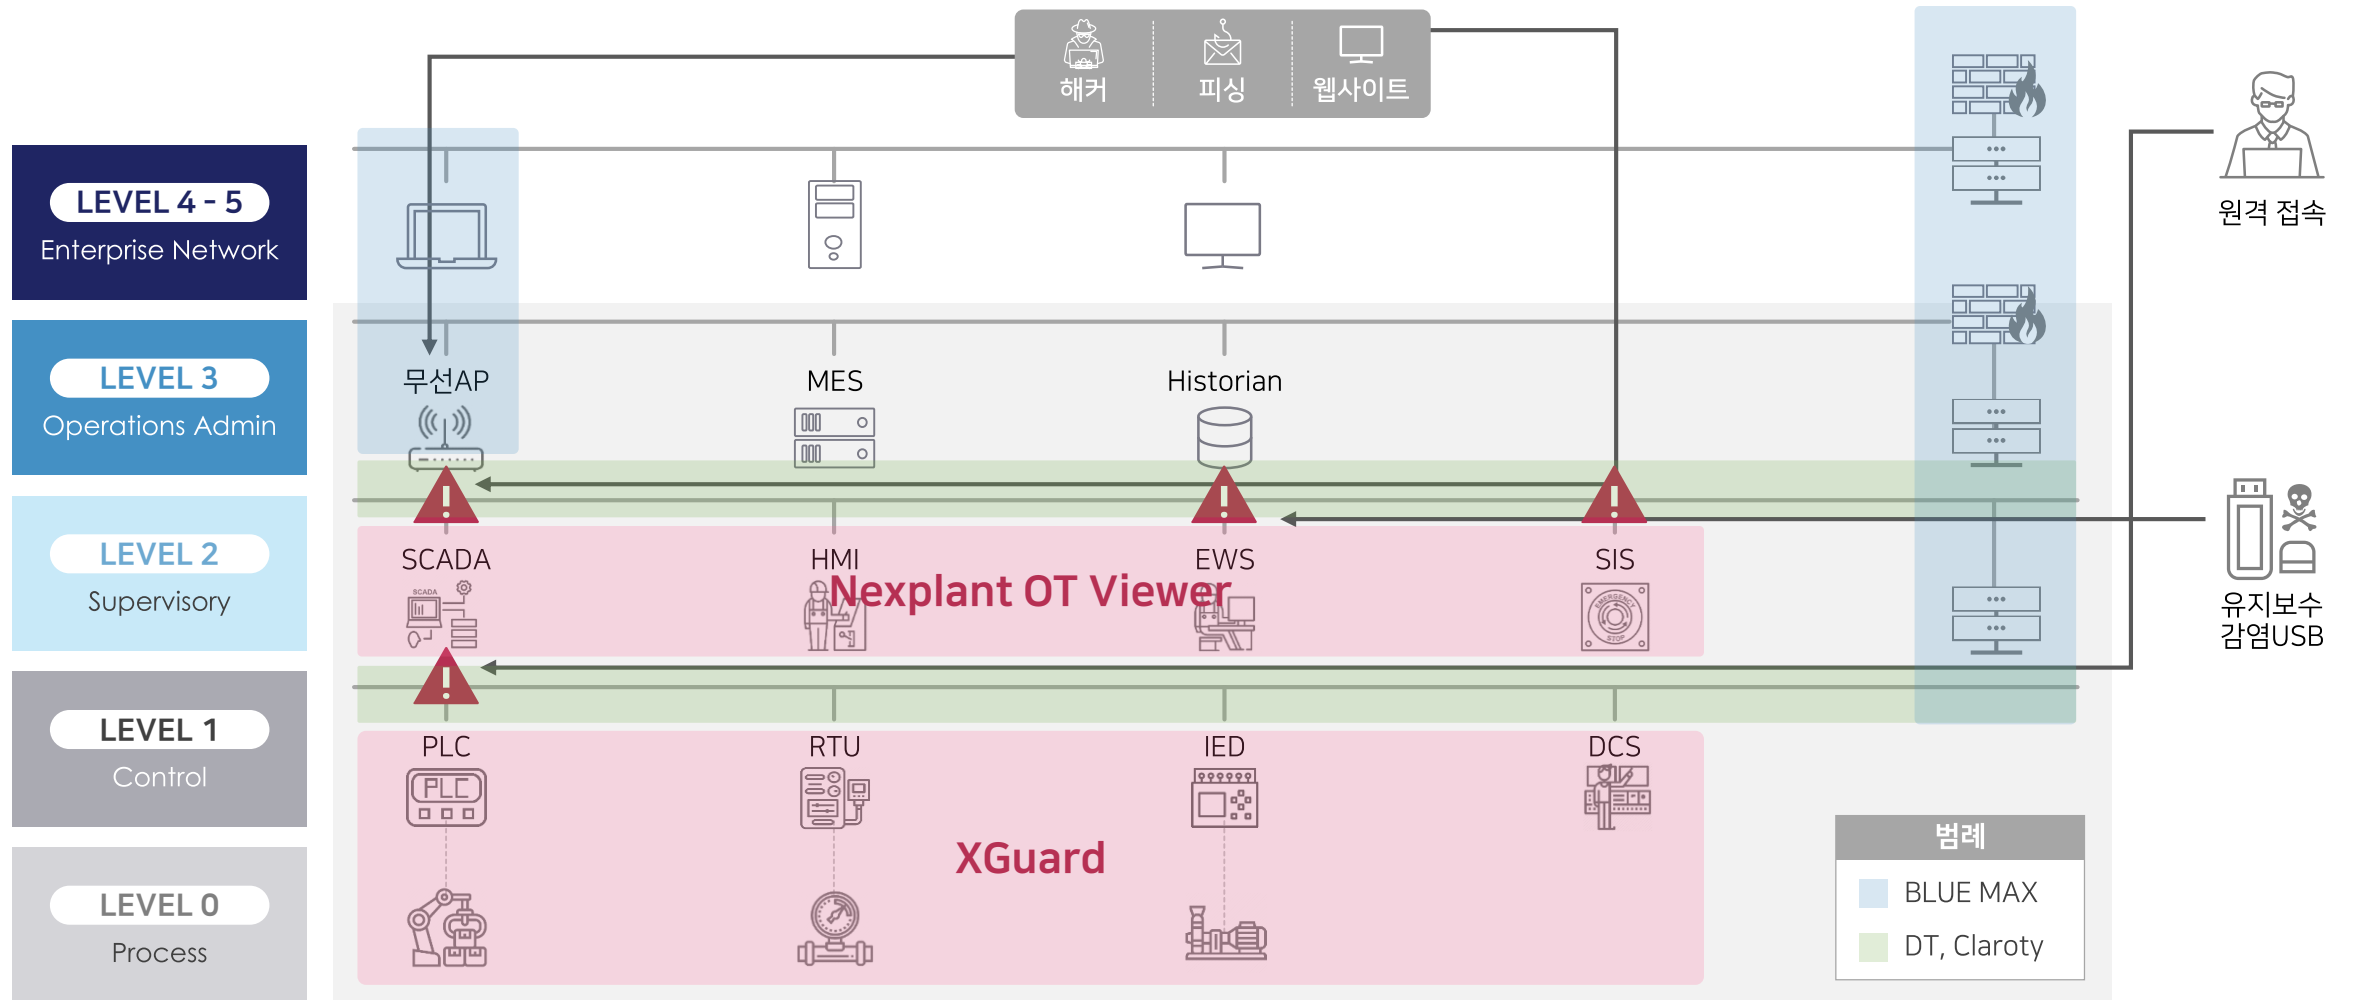 해커
피싱
웹사이트
LEVEL 4 - 5
Enterprise Network
원격 접속
LEVEL 3
Operations Admin
무선AP
MES
Historian
LEVEL 2
Supervisory
SCADA
HMI
EWS
SIS
Nexplant OT Viewer
SCADA
EMERGENCY
STOP
유지보수
감염USB
LEVEL 1
Control
PLC
RTU
IED
DCS
PLC
XGuard
LEVEL 0
Process
범례
BLUE MAX
DT, Claroty